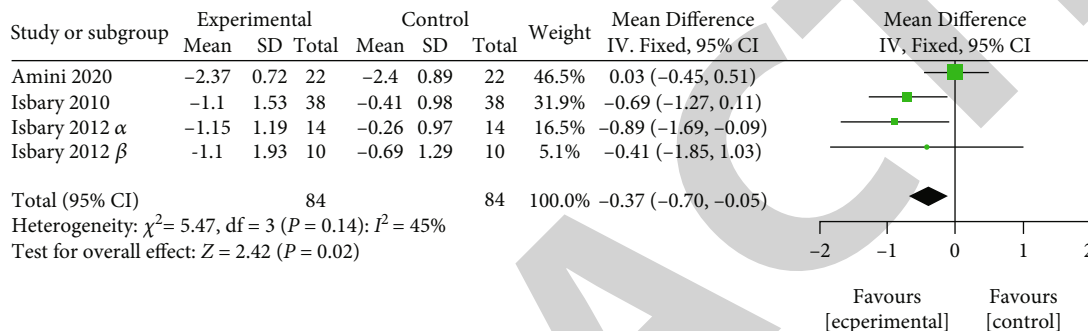 Study or subgroup Experimental Control Weight Mean Difference Mean Difference
Mean SD Total Mean SD Total IV. Fixed, 95% CI IV, Fixed, 95% CI
Amini 2020 −2.37 0.72 22 −2.4 0.89 22 46.5% 0.03 (−0.45, 0.51)
Isbary 2010 −1.1 1.53 38 −0.41 0.98 38 31.9% −0.69 (−1.27, 0.11)
Isbary 2012 α −1.15 1.19 14 −0.26 0.97 14 16.5% −0.89 (−1.69, −0.09)
Isbary 2012 β -1.1 1.93 10 −0.69 1.29 10 5.1% −0.41 (−1.85, 1.03)
Total (95% CI) 84 84 100.0% −0.37 (−0.70, −0.05)
Heterogeneity: χ²= 5.47, df = 3 (P = 0.14): I² = 45%
Test for overall effect: Z = 2.42 (P = 0.02)
−2 −1 0 1 2
Favours Favours
[ecperimental] [control]